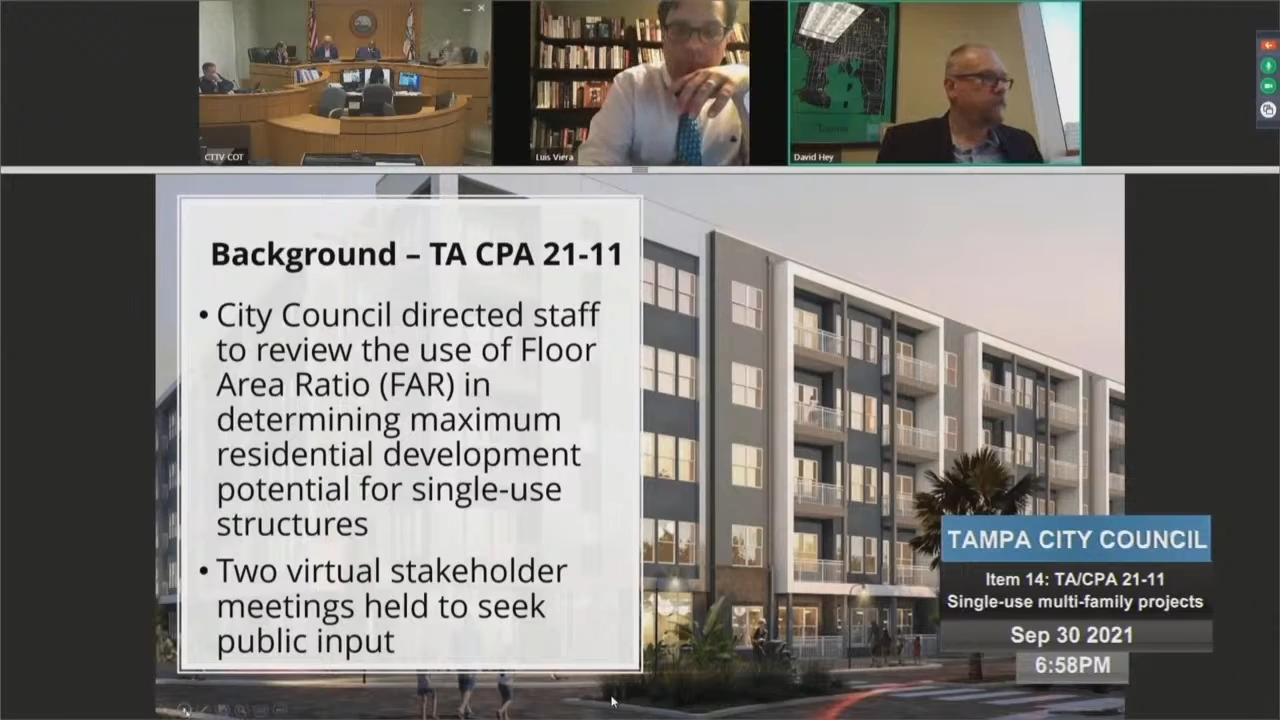 CTTV COT
Luis Viera
David Hey
Background – TA CPA 21-11
• City Council directed staff
to review the use of Floor
Area Ratio (FAR) in
determining maximum
residential development
potential for single-use
structures
• Two virtual stakeholder
meetings held to seek
public input
TAMPA CITY COUNCIL
Item 14: TA/CPA 21-11
Single-use multi-family projects
Sep 30 2021
6:58PM